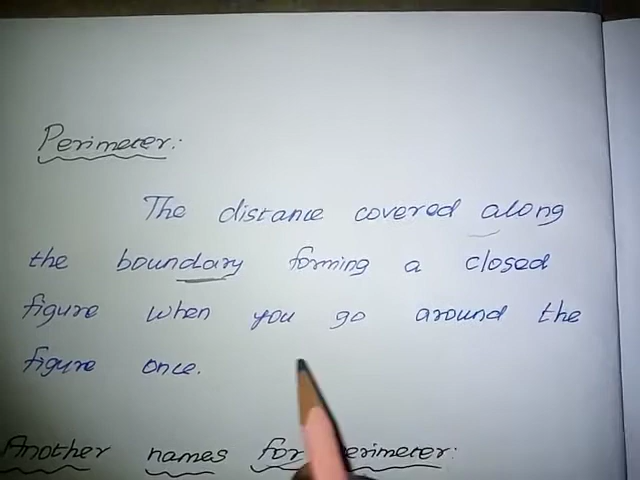 Perimeter:
The distance covered along
the boundary forming a closed
figure when you go around the
figure once.
Another names for perimeter: